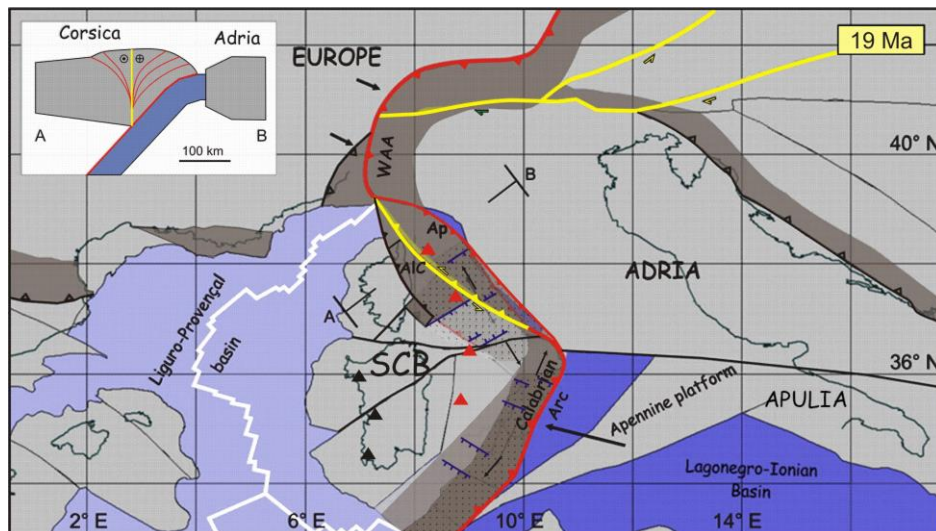 Corsica
Adria
A
B
100 km
EUROPE
19 Ma
40° N
WAA
B
Ap
AlC
ADRIA
A
Liguro-Provençal
basin
SCB
36° N
Calabrian
Arc
Apennine platform
APULIA
Lagonegro-Ionian
Basin
2° E
6° E
10° E
14° E